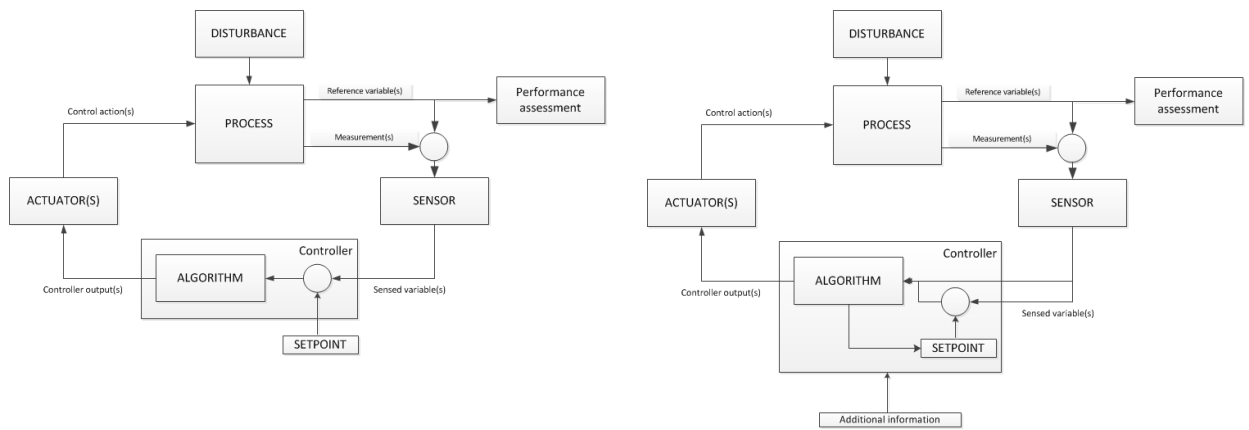 DISTURBANCE
Reference variable(s)
Performance
assessment
Control action(s)
PROCESS
Measurement(s)
ACTUATOR(S)
SENSOR
Controller
ALGORITHM
Controller output(s)
Sensed variable(s)
SETPOINT
DISTURBANCE
Reference variable(s)
Performance
assessment
Control action(s)
PROCESS
Measurement(s)
ACTUATOR(S)
SENSOR
Controller
ALGORITHM
Controller output(s)
Sensed variable(s)
SETPOINT
Additional information